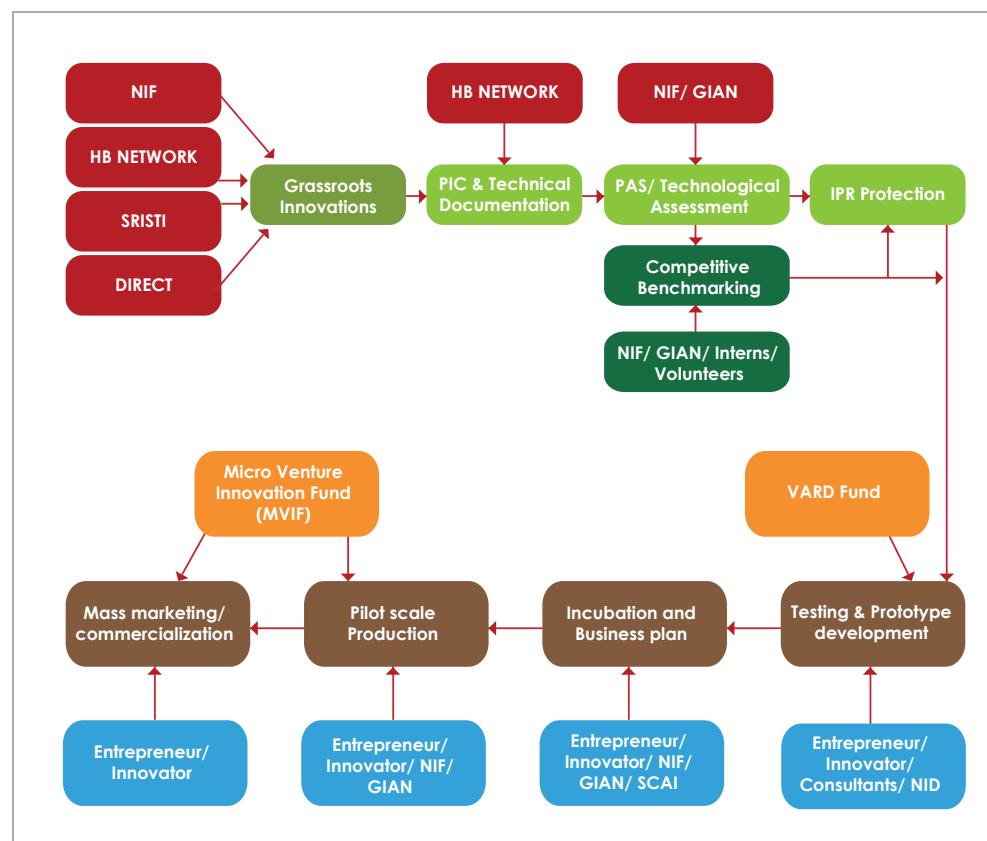 NIF
HB NETWORK
SRISTI
DIRECT
Grassroots
Innovations
HB NETWORK
PIC & Technical
Documentation
NIF/ GIAN
PAS/ Technological
Assessment
IPR Protection
Competitive
Benchmarking
NIF/ GIAN/ Interns/
Volunteers
Micro Venture
Innovation Fund
(MVIF)
VARD Fund
Mass marketing/
commercialization
Pilot scale
Production
Incubation and
Business plan
Testing & Prototype
development
Entrepreneur/
Innovator
Entrepreneur/
Innovator/ NIF/
GIAN
Entrepreneur/
Innovator/ NIF/
GIAN/ SCAI
Entrepreneur/
Innovator/
Consultants/ NID